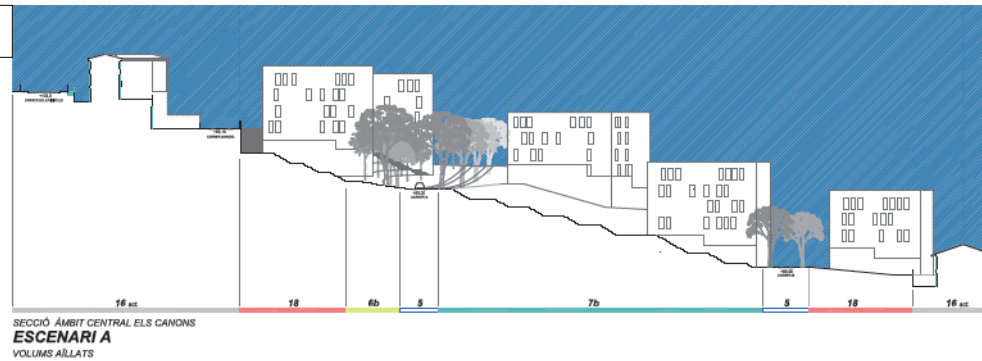 16 act.
18
6b
5
7b
5
18
16 act.
SECCIÓ ÀMBIT CENTRAL ELS CANONS
ESCENARI A
VOLUMS AÏLLATS